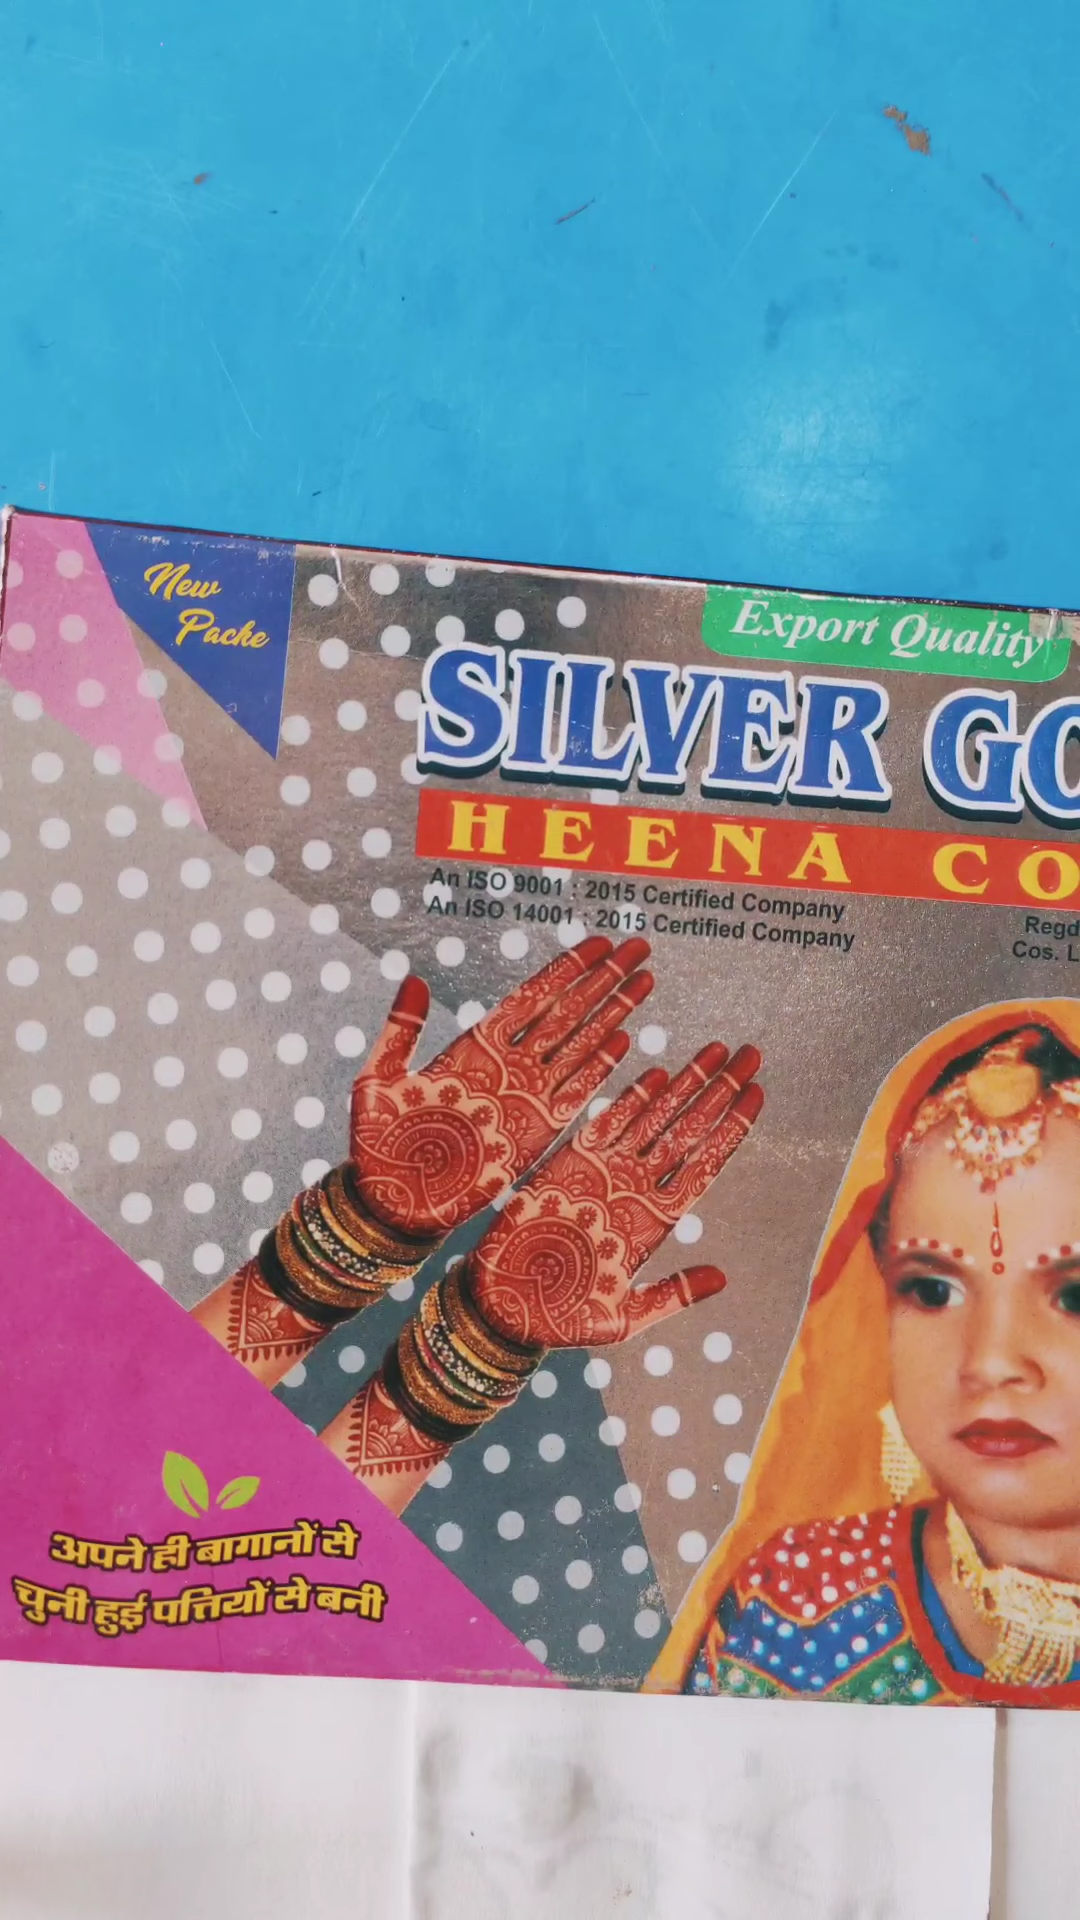 New
Pache
Export Quality
SILVER GO
HEENA CO
An ISO 9001 : 2015 Certified Company
An ISO 14001 : 2015 Certified Company
Regd
Cos. L
अपने ही बागानों से
चुनी हुई पत्तियों से बनी